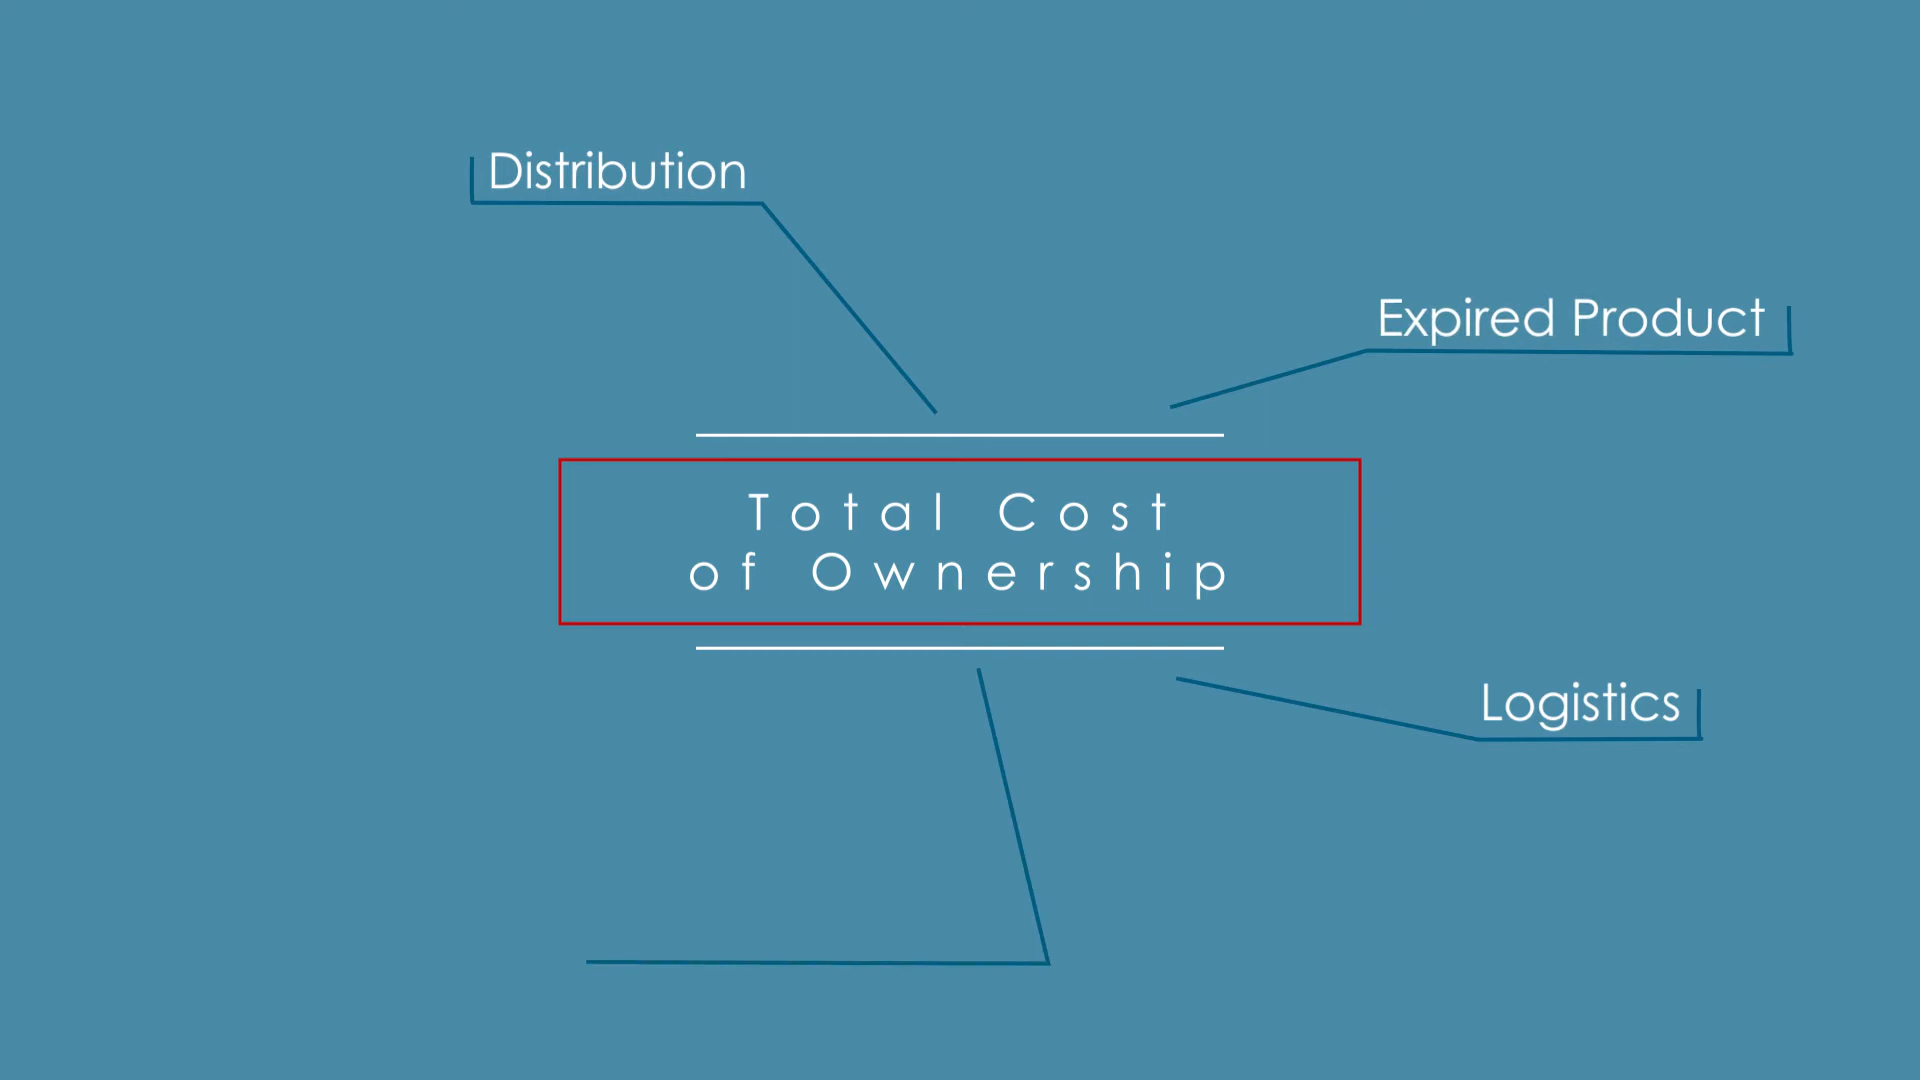 Distribution
Expired Product
Total Cost
of Ownership
Logistics